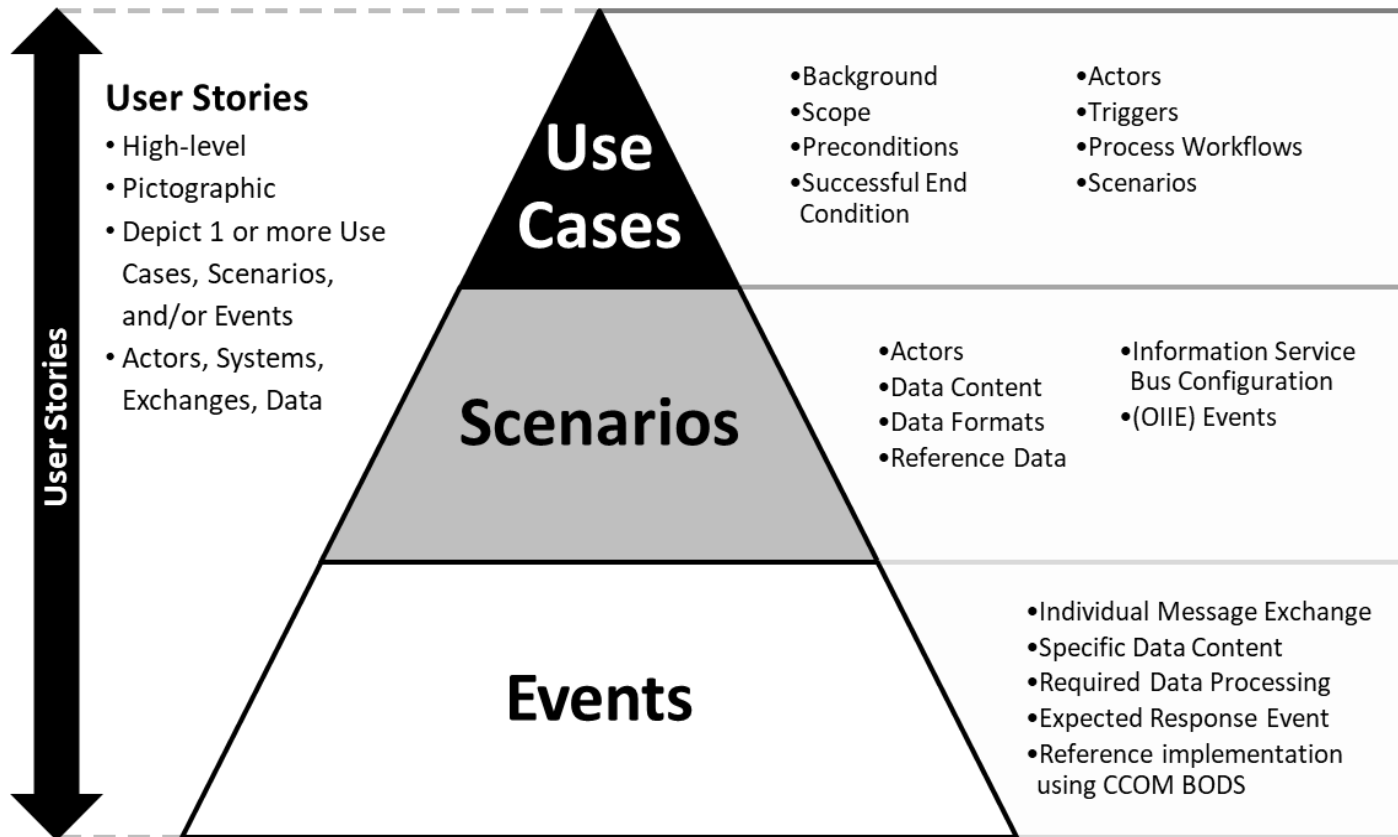 User Stories
User Stories
• High-level
• Pictographic
• Depict 1 or more Use
Cases, Scenarios,
and/or Events
• Actors, Systems,
Exchanges, Data
Use
Cases
•Background
•Scope
•Preconditions
•Successful End
Condition
•Actors
•Triggers
•Process Workflows
•Scenarios
Scenarios
•Actors
•Data Content
•Data Formats
•Reference Data
•Information Service
Bus Configuration
•(OIIE) Events
Events
•Individual Message Exchange
•Specific Data Content
•Required Data Processing
•Expected Response Event
•Reference implementation
using CCOM BODS